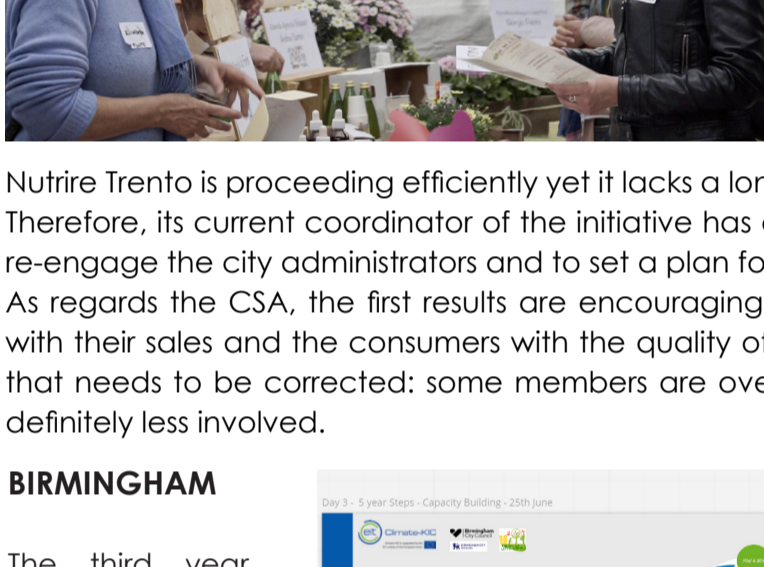 Nutrire Trento is proceeding efficiently yet it lacks a lon
Therefore, its current coordinator of the initiative has
re-engage the city administrators and to set a plan fo
As regards the CSA, the first results are encouraging
with their sales and the consumers with the quality of
that needs to be corrected: some members are ove
definitely less involved.
BIRMINGHAM
Day 3 - 5 year Steps - Capacity Building - 25th June
eit Climate-KIC Birmingham City Council
The third year